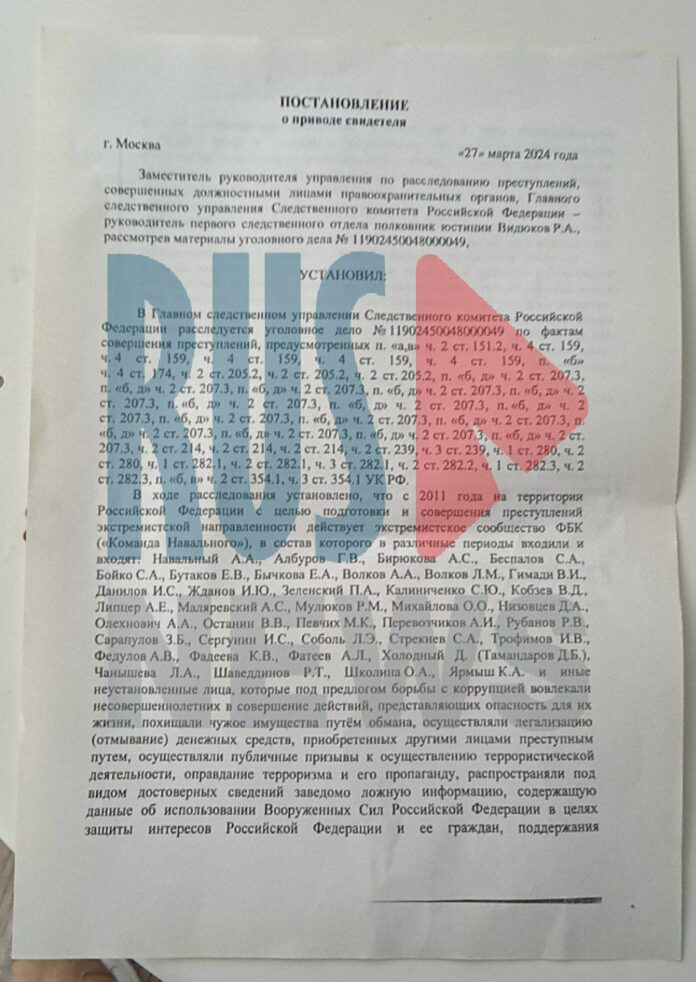 ПОСТАНОВЛЕНИЕ
о приводе свидетеля
г. Москва «27» марта 2024 года
Заместитель руководителя управления по расследованию преступлений,
совершенных должностными лицами правоохранительных органов, Главного
следственного управления Следственного комитета Российской Федерации –
руководитель первого следственного отдела полковник юстиции Видюков Р.А.,
рассмотрев материалы уголовного дела № 11902450048000049,
УСТАНОВИЛ:
В Главном следственном управлении Следственного комитета Российской
Федерации расследуется уголовное дело № 11902450048000049 по фактам
совершения преступлений, предусмотренных п. «а,в» ч. 2 ст. 151.2, ч. 4 ст. 159,
ч. 4 ст. 159, ч. 4 ст. 159, ч. 4 ст. 159, ч. 4 ст. 159, п. «б»
ч. 4 ст. 174, ч. 2 ст. 205.2, ч. 2 ст. 205.2, ч. 2 ст. 205.2, п. «б, д» ч. 2 ст. 207.3,
п. «б, д» ч. 2 ст. 207.3, п. «б, д» ч. 2 ст. 207.3, п. «б, д» ч. 2 ст. 207.3, п. «б, д» ч. 2
ст. 207.3, п. «б, д» ч. 2 ст. 207.3, п. «б, д» ч. 2 ст. 207.3, п. «б, д» ч. 2
ст. 207.3, п. «б, д» ч. 2 ст. 207.3, п. «б, д» ч. 2 ст. 207.3, п. «б, д» ч. 2 ст. 207.3, п.
«б, д» ч. 2 ст. 207.3, п. «б, д» ч. 2 ст. 207.3, п. «б, д» ч. 2 ст. 207.3, п. «б, д» ч. 2 ст.
207.3, ч. 2 ст. 214, ч. 2 ст. 214, ч. 2 ст. 214, ч. 2 ст. 239, ч. 3 ст. 239, ч. 1 ст. 280, ч. 2
ст. 280, ч. 1 ст. 282.1, ч. 2 ст. 282.1, ч. 3 ст. 282.1, ч. 2 ст. 282.2, ч. 1 ст. 282.3, ч. 2
ст. 282.3, п. «б, в» ч. 2 ст. 354.1, ч. 3 ст. 354.1 УК РФ.
В ходе расследования установлено, что с 2011 года на территории
Российской Федерации с целью подготовки и совершения преступлений
экстремистской направленности действует экстремистское сообщество ФБК
(«Команда Навального»), в состав которого в различные периоды входили и
входят: Навальный А.А., Албуров Г.В., Бирюкова А.С., Беспалов С.А.,
Бойко С.А., Бутаков Е.В., Бычкова Е.А., Волков А.А., Волков Л.М., Гимади В.И.,
Данилов И.С., Жданов И.Ю., Зеленский П.А., Калиниченко С.Ю., Кобзев В.Д.,
Липцер А.Е., Маляревский А.С., Мулюков Р.М., Михайлова О.О., Низовцев Д.А.,
Олехнович А.А., Останин В.В., Певчих М.К., Перевозчиков А.И., Рубанов Р.В.,
Сарапулов З.Б., Сергунин И.С., Соболь Л.Э., Стрекнев С.А., Трофимов И.В.,
Федулов А.В., Фадеева К.В., Фатеев А.Л., Холодный Д. (Тамандаров Д.Б.),
Чанышева Л.А., Шаведдинов Р.Т., Школина О.А., Ярмыш К.А. и иные
неустановленные лица, которые под предлогом борьбы с коррупцией вовлекали
несовершеннолетних в совершение действий, представляющих опасность для их
жизни, похищали чужое имущества путём обмана, осуществляли легализацию
(отмывание) денежных средств, приобретенных другими лицами преступным
путем, осуществляли публичные призывы к осуществлению террористической
деятельности, оправдание терроризма и его пропаганду, распространяли под
видом достоверных сведений заведомо ложную информацию, содержащую
данные об использовании Вооруженных Сил Российской Федерации в целях
защиты интересов Российской Федерации и ее граждан, поддержания
RUS
NEWS